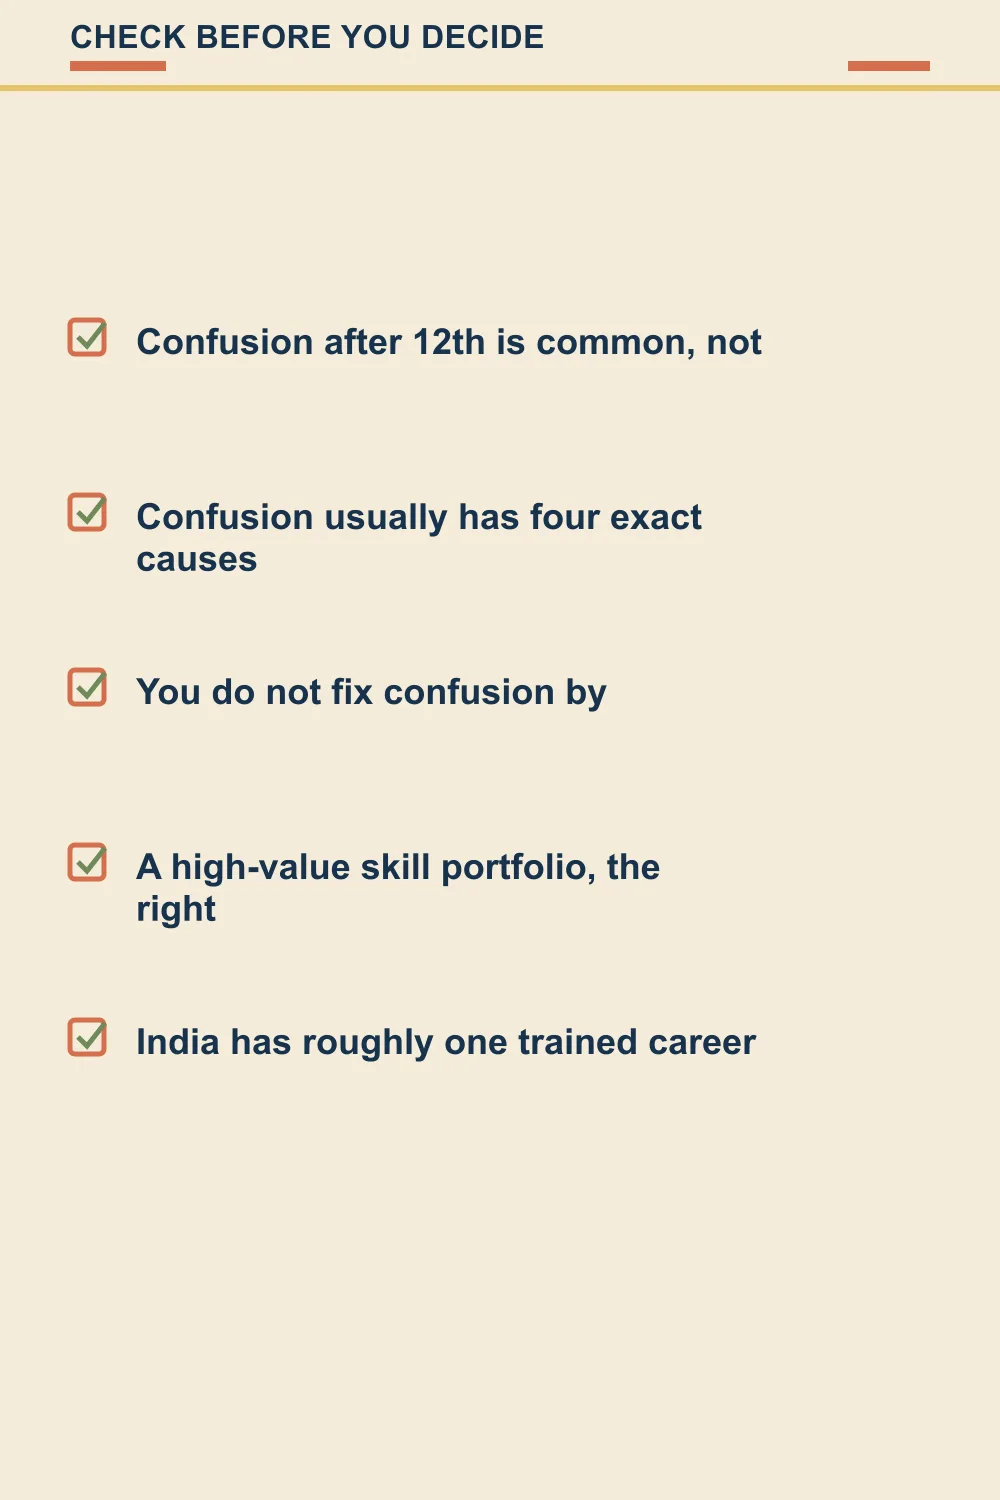 CHECK BEFORE YOU DECIDE
Confusion after 12th is common, not
Confusion usually has four exact
causes
You do not fix confusion by
A high-value skill portfolio, the
right
India has roughly one trained career